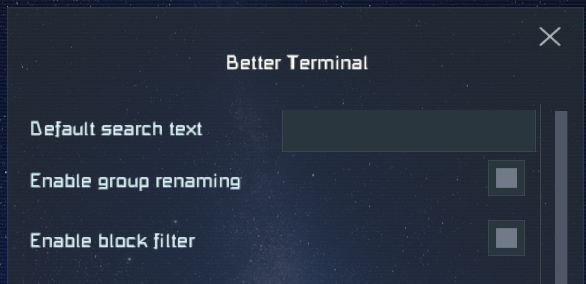 Better Terminal
Default search text
Enable group renaming
Enable block filter